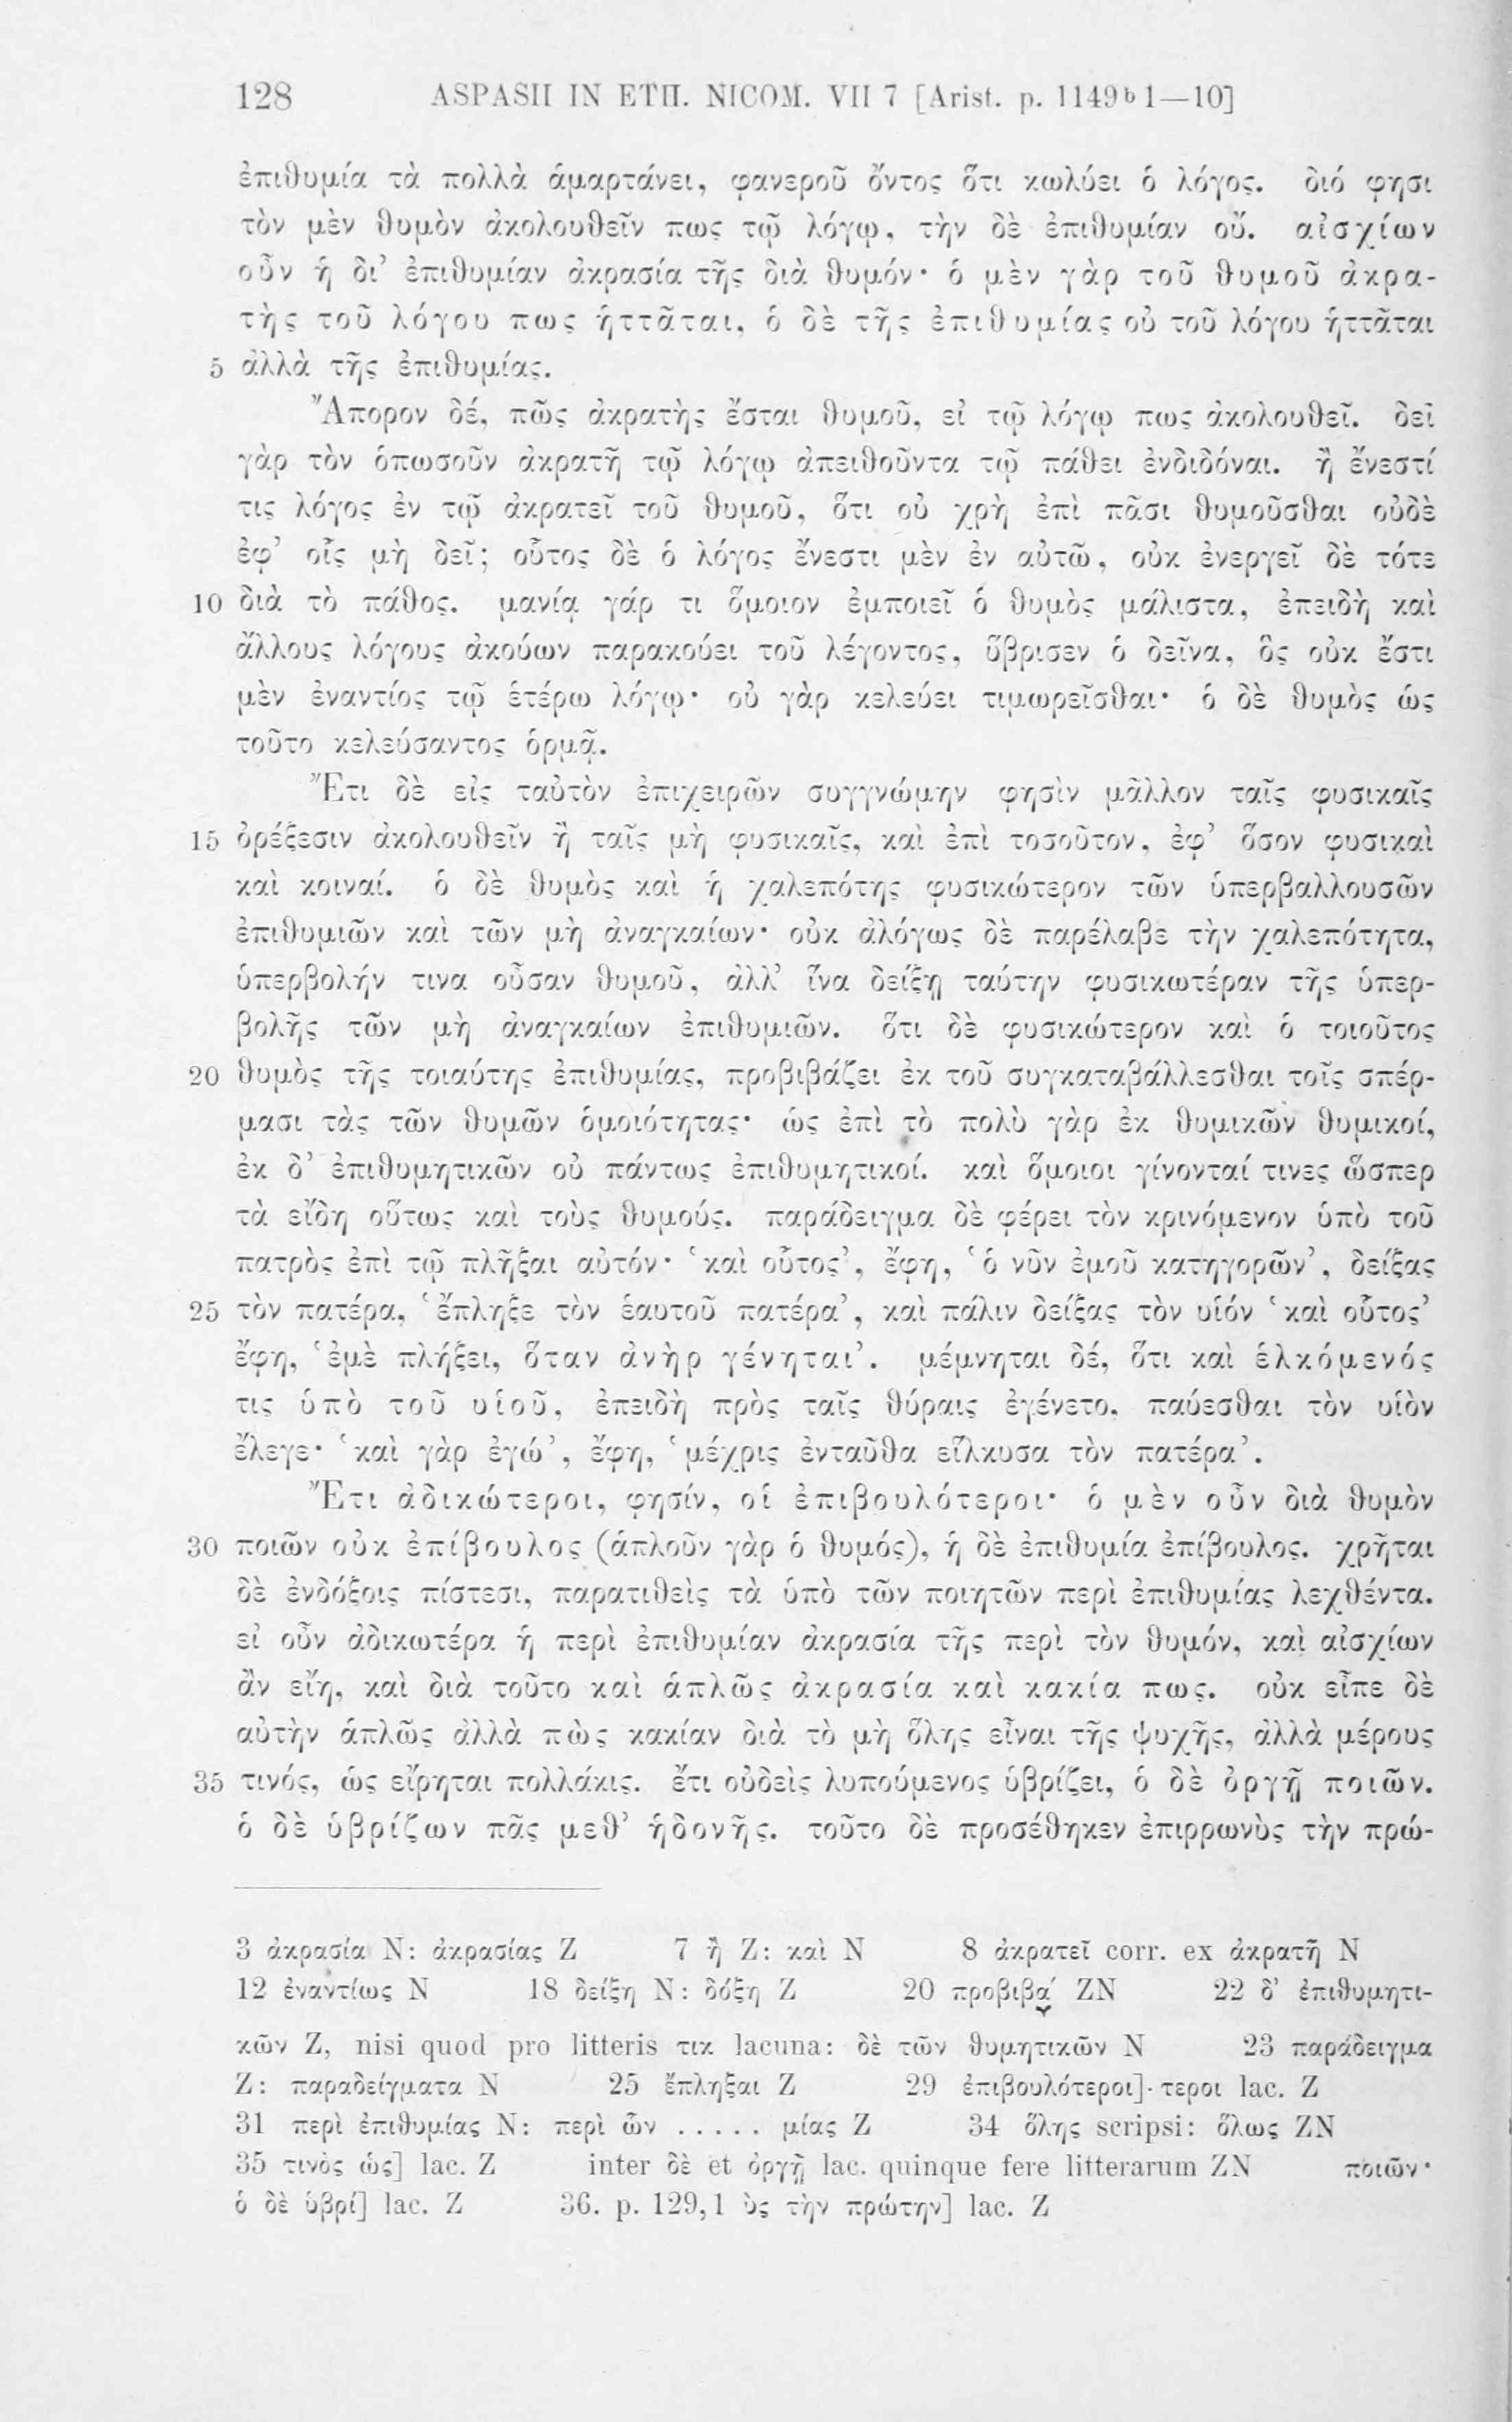 128 ASPASII IN ETH. NICOM. VII 7 [Arist. p. 1149ᵇ1—10]
ἐπιθυμία τὰ πολλὰ ἁμαρτάνει, φανεροῦ ὄντος ὅτι κωλύει ὁ λόγος. διό φησι
τὸν μὲν θυμὸν ἀκολουθεῖν πως τῷ λόγῳ, τὴν δὲ ἐπιθυμίαν οὔ. αἰσχίων
οὖν ἡ δι’ ἐπιθυμίαν ἀκρασία τῆς διὰ θυμόν· ὁ μὲν γὰρ τοῦ θυμοῦ ἀκρα-
τὴς τοῦ λόγου πως ἡττᾶται, ὁ δὲ τῆς ἐπιθυμίας οὐ τοῦ λόγου ἡττᾶται
5 ἀλλὰ τῆς ἐπιθυμίας.
Ἄπορον δέ, πῶς ἀκρατὴς ἔσται θυμοῦ, εἰ τῷ λόγῳ πως ἀκολουθεῖ. δεῖ
γὰρ τὸν ὁπωσοῦν ἀκρατῆ τῷ λόγῳ ἀπειθοῦντα τῷ πάθει ἐνδιδόναι. ἢ ἔνεστί
τις λόγος ἐν τῷ ἀκρατεῖ τοῦ θυμοῦ, ὅτι οὐ χρὴ ἐπὶ πᾶσι θυμοῦσθαι οὐδὲ
ἐφ’ οἷς μὴ δεῖ; οὗτος δὲ ὁ λόγος ἔνεστι μὲν ἐν αὐτῶ, οὐκ ἐνεργεῖ δὲ τότε
10 διὰ τὸ πάθος. μανίᾳ γάρ τι ὅμοιον ἐμποιεῖ ὁ θυμὸς μάλιστα, ἐπειδὴ καὶ
ἄλλους λόγους ἀκούων παρακούει τοῦ λέγοντος, ὕβρισεν ὁ δεῖνα, ὃς οὐκ ἔστι
μὲν ἐναντίος τῷ ἑτέρω λόγῳ· οὐ γὰρ κελεύει τιμωρεῖσθαι· ὁ δὲ θυμὸς ὡς
τοῦτο κελεύσαντος ὁρμᾷ.
Ἔτι δὲ εἰς ταὐτὸν ἐπιχειρῶν συγγνώμην φησὶν μᾶλλον ταῖς φυσικαῖς
15 ὀρέξεσιν ἀκολουθεῖν ἢ ταῖς μὴ φυσικαῖς, καὶ ἐπὶ τοσοῦτον, ἐφ’ ὅσον φυσικαὶ
καὶ κοιναί. ὁ δὲ θυμὸς καὶ ἡ χαλεπότης φυσικώτερον τῶν ὑπερβαλλουσῶν
ἐπιθυμιῶν καὶ τῶν μὴ ἀναγκαίων· οὐκ ἀλόγως δὲ παρέλαβε τὴν χαλεπότητα,
ὑπερβολήν τινα οὖσαν θυμοῦ, ἀλλ’ ἵνα δείξῃ ταύτην φυσικωτέραν τῆς ὑπερ-
βολῆς τῶν μὴ ἀναγκαίων ἐπιθυμιῶν. ὅτι δὲ φυσικώτερον καὶ ὁ τοιοῦτος
20 θυμὸς τῆς τοιαύτης ἐπιθυμίας, προβιβάζει ἐκ τοῦ συγκαταβάλλεσθαι τοῖς σπέρ-
μασι τὰς τῶν θυμῶν ὁμοιότητας· ὡς ἐπὶ τὸ πολὺ γὰρ ἐκ θυμικῶν θυμικοί,
ἐκ δ’ ἐπιθυμητικῶν οὐ πάντως ἐπιθυμητικοί. καὶ ὅμοιοι γίνονταί τινες ὥσπερ
τὰ εἴδη οὕτως καὶ τοὺς θυμούς. παράδειγμα δὲ φέρει τὸν κρινόμενον ὑπὸ τοῦ
πατρὸς ἐπὶ τῷ πλῆξαι αὐτόν· ‘καὶ οὗτος’, ἔφη, ‘ὁ νῦν ἐμοῦ κατηγορῶν’, δείξας
25 τὸν πατέρα, ‘ἔπληξε τὸν ἑαυτοῦ πατέρα’, καὶ πάλιν δείξας τὸν υἱόν ‘καὶ οὗτος’
ἔφη, ‘ἐμὲ πλήξει, ὅταν ἀνὴρ γένηται’. μέμνηται δέ, ὅτι καὶ ἑλκόμενός
τις ὑπὸ τοῦ υἱοῦ, ἐπειδὴ πρὸς ταῖς θύραις ἐγένετο, παύεσθαι τὸν υἱὸν
ἔλεγε· ‘καὶ γὰρ ἐγώ’, ἔφη, ‘μέχρις ἐνταῦθα εἵλκυσα τὸν πατέρα’.
Ἔτι ἀδικώτεροι, φησίν, οἱ ἐπιβουλότεροι· ὁ μὲν οὖν διὰ θυμὸν
30 ποιῶν οὐκ ἐπίβουλος (ἁπλοῦν γὰρ ὁ θυμός), ἡ δὲ ἐπιθυμία ἐπίβουλος. χρῆται
δὲ ἐνδόξοις πίστεσι, παρατιθεὶς τὰ ὑπὸ τῶν ποιητῶν περὶ ἐπιθυμίας λεχθέντα.
εἰ οὖν ἀδικωτέρα ἡ περὶ ἐπιθυμίαν ἀκρασία τῆς περὶ τὸν θυμόν, καὶ αἰσχίων
ἂν εἴη, καὶ διὰ τοῦτο καὶ ἁπλῶς ἀκρασία καὶ κακία πως. οὐκ εἶπε δὲ
αὐτὴν ἁπλῶς ἀλλὰ πὼς κακίαν διὰ τὸ μὴ ὅλης εἶναι τῆς ψυχῆς, ἀλλὰ μέρους
35 τινός, ὡς εἴρηται πολλάκις. ἔτι οὐδεὶς λυπούμενος ὑβρίζει, ὁ δὲ ὀργῇ ποιῶν.
ὁ δὲ ὑβρίζων πᾶς μεθ’ ἡδονῆς. τοῦτο δὲ προσέθηκεν ἐπιρρωνὺς τὴν πρώ-
3 ἀκρασία N: ἀκρασίας Z 7 ἢ Z: καὶ N 8 ἀκρατεῖ corr. ex ἀκρατῆ N
12 ἐναντίως N 18 δείξη N: δόξη Z 20 προβιβα ZN 22 δ’ ἐπιθυμητι-
κῶν Z, nisi quod pro litteris τικ lacuna: δὲ τῶν θυμητικῶν N 23 παράδειγμα
Z: παραδείγματα N 25 ἔπληξαι Z 29 ἐπιβουλότεροι] τεροι lac. Z
31 περὶ ἐπιθυμίας N: περὶ ὧν ..... μίας Z 34 ὅλης scripsi: ὅλως ZN
35 τινὸς ὡς] lac. Z inter δὲ et ὀργῇ lac. quinque fere litterarum ZN ποιῶν·
ὁ δὲ ὑβρί] lac. Z 36. p. 129,1 ὺς τὴν πρώτην] lac. Z